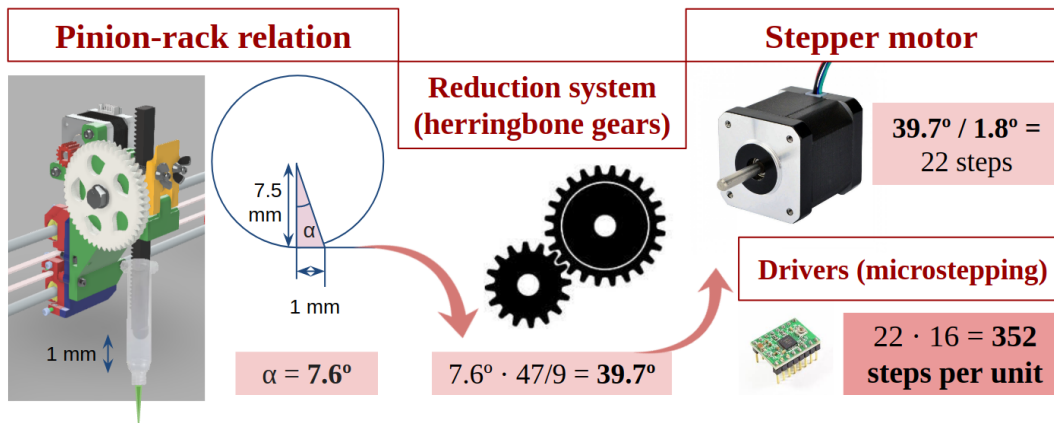 Pinion-rack relation
Stepper motor
Reduction system
(herringbone gears)
39.7º / 1.8º =
22 steps
7.5
mm
α
1 mm
1 mm
Drivers (microstepping)
α = 7.6º
7.6º · 47/9 = 39.7º
22 · 16 = 352
steps per unit